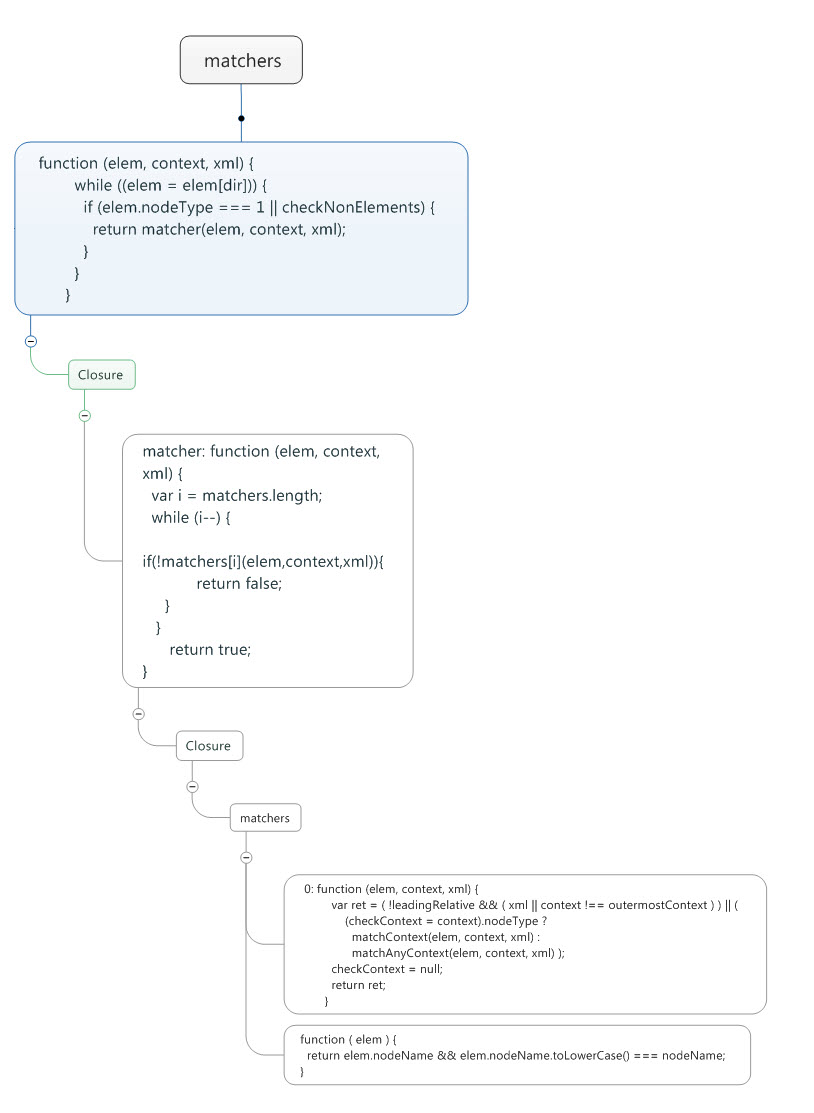 matchers
function (elem, context, xml) {
while ((elem = elem[dir])) {
if (elem.nodeType === 1 || checkNonElements) {
return matcher(elem, context, xml);
}
}
}
Closure
matcher: function (elem, context,
xml) {
var i = matchers.length;
while (i--) {
if(!matchers[i](elem,context,xml)){
return false;
}
}
return true;
}
Closure
matchers
0: function (elem, context, xml) {
var ret = ( !leadingRelative && ( xml || context !== outermostContext ) ) || (
(checkContext = context).nodeType ?
matchContext(elem, context, xml) :
matchAnyContext(elem, context, xml) );
checkContext = null;
return ret;
}
function ( elem ) {
return elem.nodeName && elem.nodeName.toLowerCase() === nodeName;
}